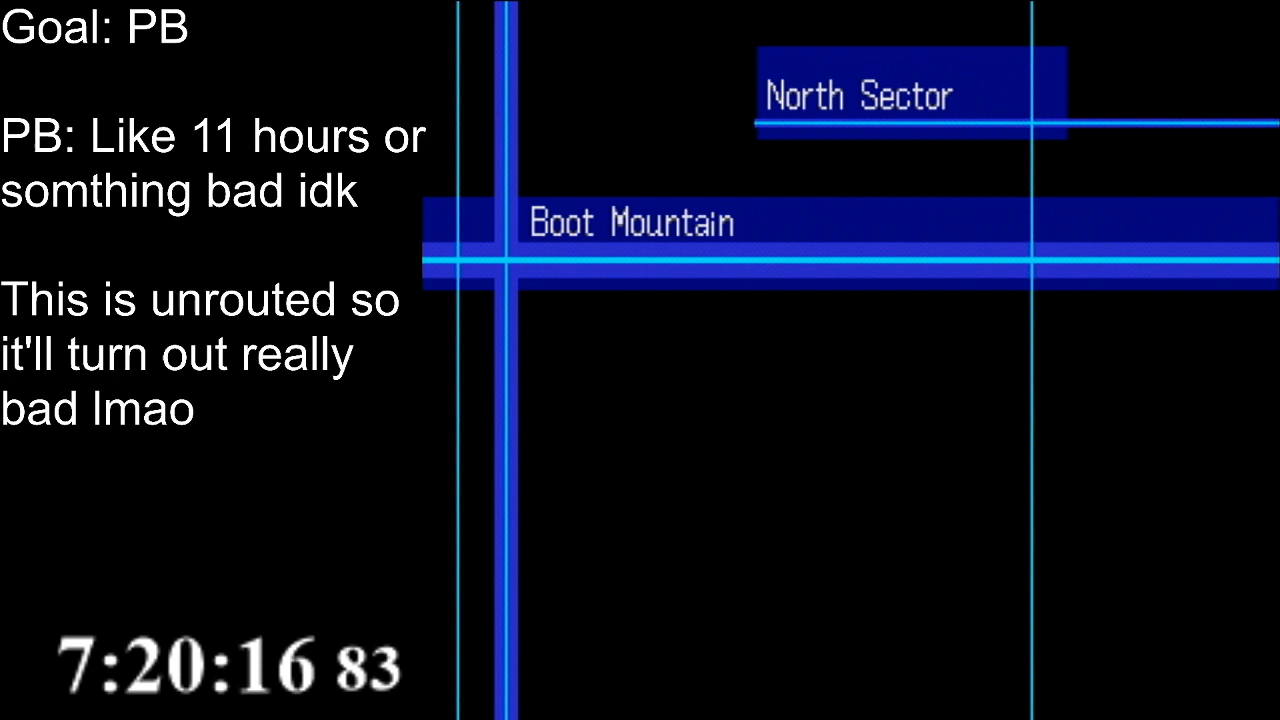 Goal: PB
PB: Like 11 hours or
somthing bad idk
This is unrouted so
it'll turn out really
bad lmao
North Sector
Boot Mountain
7:20:16 83